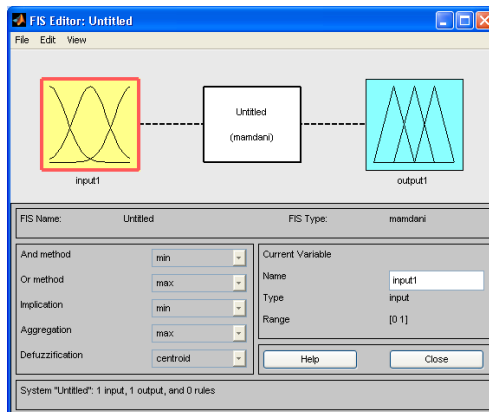 FIS Editor: Untitled
File Edit View
Untitled
(mamdani)
input1
output1
FIS Name: Untitled FIS Type: mamdani
And method min
Or method max
Implication min
Aggregation max
Defuzzification centroid
Current Variable
Name input1
Type input
Range [0 1]
Help Close
System "Untitled": 1 input, 1 output, and 0 rules